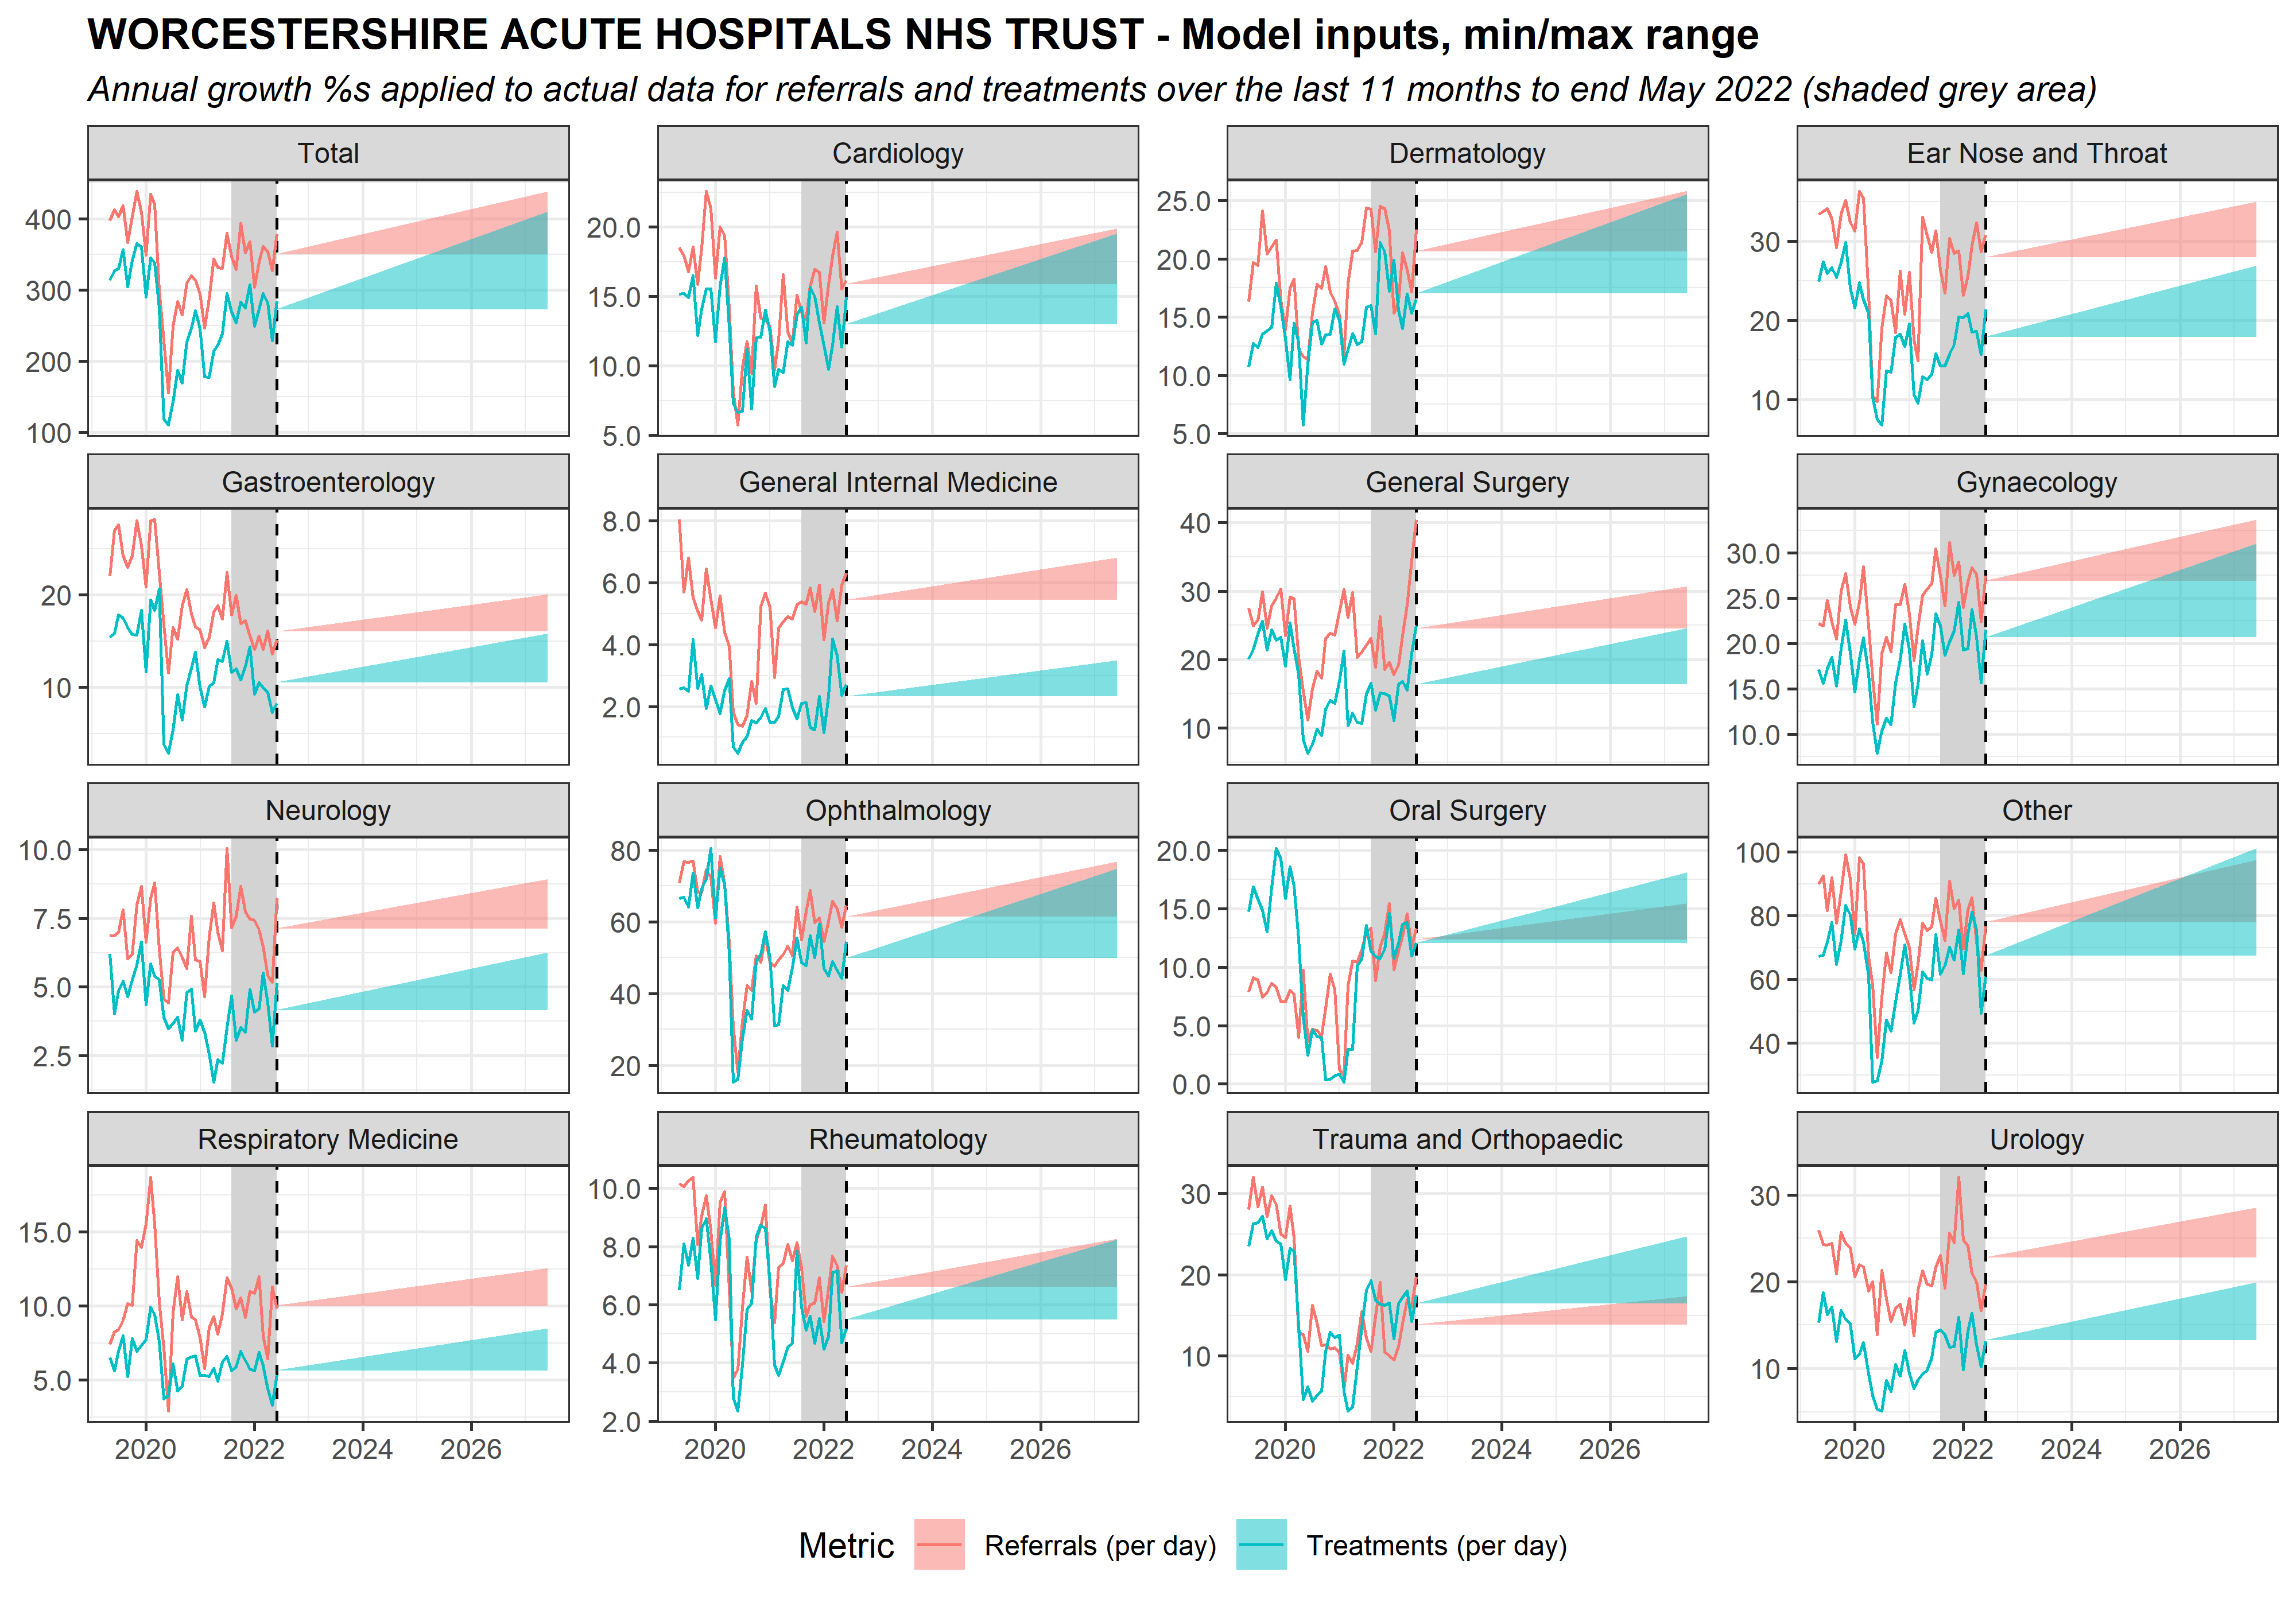 WORCESTERSHIRE ACUTE HOSPITALS NHS TRUST - Model inputs, min/max range
Annual growth %s applied to actual data for referrals and treatments over the last 11 months to end May 2022 (shaded grey area)
Total
400
300
200
100
Cardiology
20.0
15.0
10.0
5.0
Dermatology
25.0
20.0
15.0
10.0
5.0
Ear Nose and Throat
30
20
10
Gastroenterology
20
10
General Internal Medicine
8.0
6.0
4.0
2.0
General Surgery
40
30
20
10
Gynaecology
30.0
25.0
20.0
15.0
10.0
Neurology
10.0
7.5
5.0
2.5
Ophthalmology
80
60
40
20
Oral Surgery
20.0
15.0
10.0
5.0
0.0
Other
100
80
60
40
Respiratory Medicine
15.0
10.0
5.0
2020 2022 2024 2026
Rheumatology
10.0
8.0
6.0
4.0
2.0
2020 2022 2024 2026
Trauma and Orthopaedic
30
20
10
2020 2022 2024 2026
Urology
30
20
10
2020 2022 2024 2026
Metric Referrals (per day) Treatments (per day)